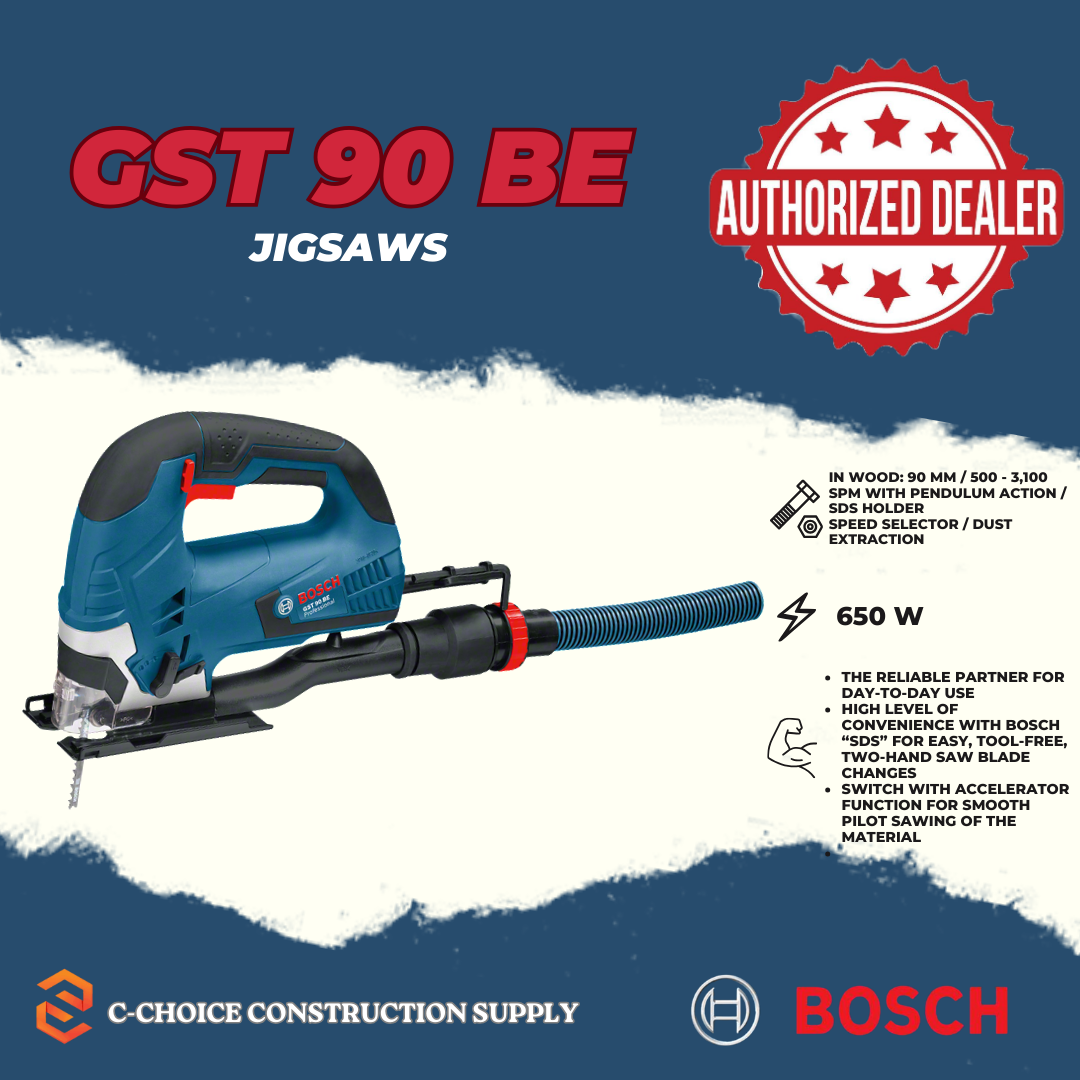 GST 90 BE
JIGSAWS
AUTHORIZED DEALER
IN WOOD: 90 MM / 500 - 3,100
SPM WITH PENDULUM ACTION /
SDS HOLDER
SPEED SELECTOR / DUST
EXTRACTION
BOSCH
GST 90 BE
Professional
650 W
• THE RELIABLE PARTNER FOR
DAY-TO-DAY USE
• HIGH LEVEL OF
CONVENIENCE WITH BOSCH
“SDS” FOR EASY, TOOL-FREE,
TWO-HAND SAW BLADE
CHANGES
• SWITCH WITH ACCELERATOR
FUNCTION FOR SMOOTH
PILOT SAWING OF THE
MATERIAL
C-CHOICE CONSTRUCTION SUPPLY
BOSCH